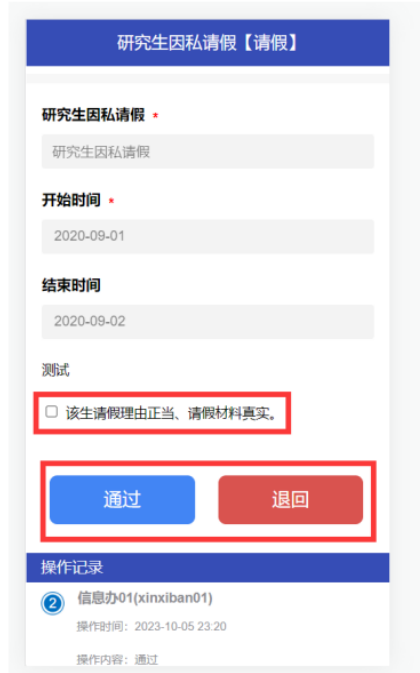 研究生因私请假【请假】
研究生因私请假 *
研究生因私请假
开始时间 *
2020-09-01
结束时间
2020-09-02
测试
该生请假理由正当、请假材料真实。
通过 退回
操作记录
2 信息办01(xinxiban01)
操作时间：2023-10-05 23:20
操作内容：通过